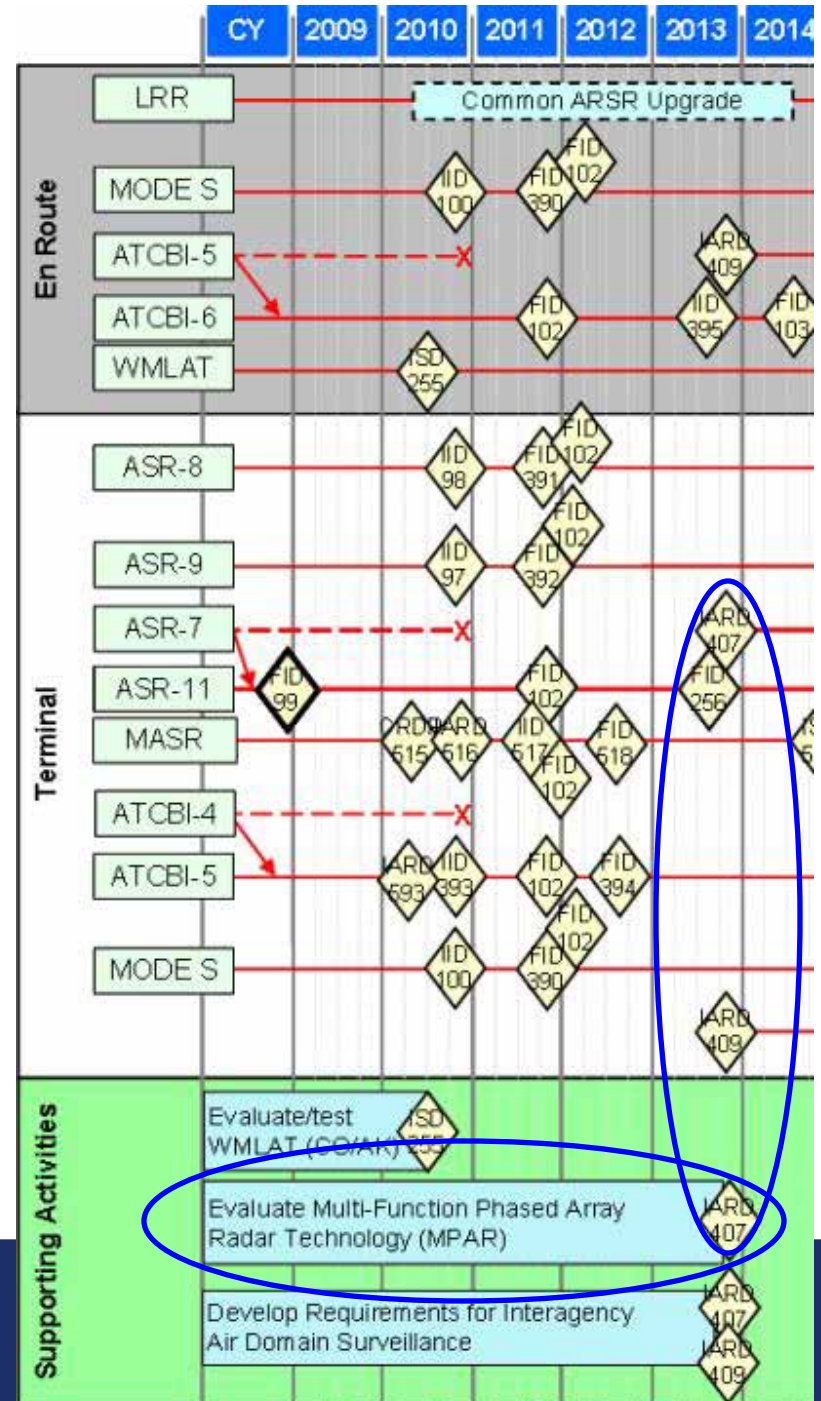 CY 2009 2010 2011 2012 2013 2014
En Route
LRR
Common ARSR Upgrade
MODE S
IID
100
FID
390
FID
102
ATCBI-5
X
IARD
409
ATCBI-6
FID
102
IID
395
FID
103
WMLAT
ISD
255
Terminal
ASR-8
IID
98
FID
391
FID
102
ASR-9
IID
97
FID
392
FID
102
ASR-7
X
IARD
407
ASR-11
FID
99
FID
102
FID
256
MASR
515
IARD
516
IID
517
FID
102
FID
518
ATCBI-4
X
ATCBI-5
IARD
593
IID
393
FID
102
FID
394
MODE S
IID
100
FID
390
FID
102
IARD
409
Supporting Activities
Evaluate/test
WMLAT (CO/AK)
ISD
255
Evaluate Multi-Function Phased Array
Radar Technology (MPAR)
IARD
407
Develop Requirements for Interagency
Air Domain Surveillance
IARD
407
IARD
409